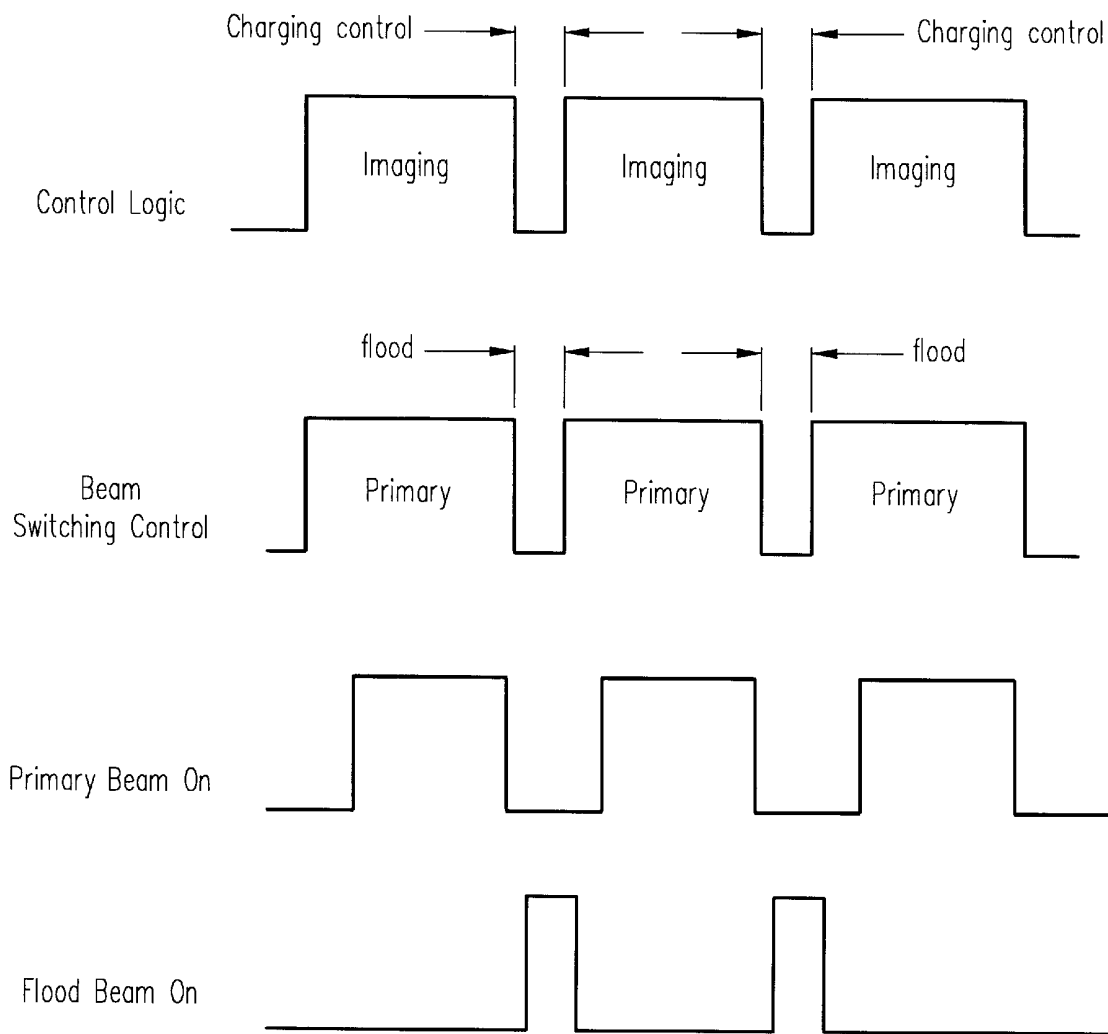 Charging control
Charging control
Imaging
Imaging
Imaging
Control Logic
flood
flood
Primary
Primary
Primary
Beam
Switching Control
Primary Beam On
Flood Beam On